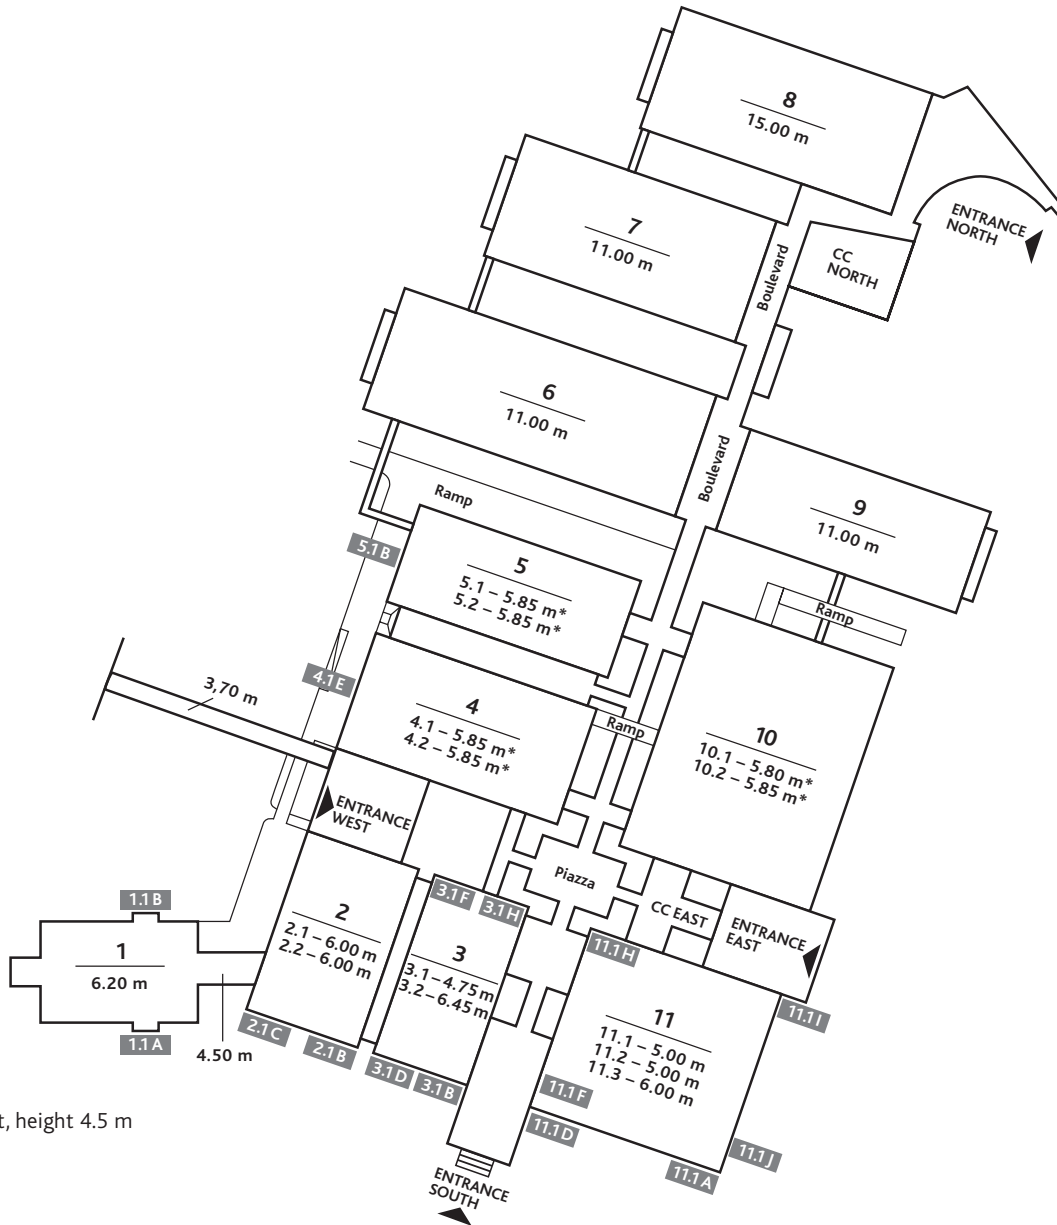 8
15.00 m
ENTRANCE
NORTH
7
11.00 m
Boulevard
CC
NORTH
6
11.00 m
Boulevard
Ramp
9
11.00 m
5.1 B
5
5.1 – 5.85 m*
5.2 – 5.85 m*
Ramp
4.1 E
3,70 m
4
4.1 – 5.85 m*
4.2 – 5.85 m*
Ramp
10
10.1 – 5.80 m*
10.2 – 5.85 m*
ENTRANCE
WEST
Piazza
3.1 F
3.1 H
CC EAST
ENTRANCE
EAST
1.1 B
1
6.20 m
2
2.1 – 6.00 m
2.2 – 6.00 m
3
3.1 – 4.75 m
3.2 – 6.45 m
11.1 H
11
11.1 – 5.00 m
11.2 – 5.00 m
11.3 – 6.00 m
11.1 I
1.1 A
4.50 m
2.1 C
2.1 B
3.1 D
3.1 B
11.1 F
11.1 D
11.1 J
11.1 A
t, height 4.5 m
ENTRANCE
SOUTH